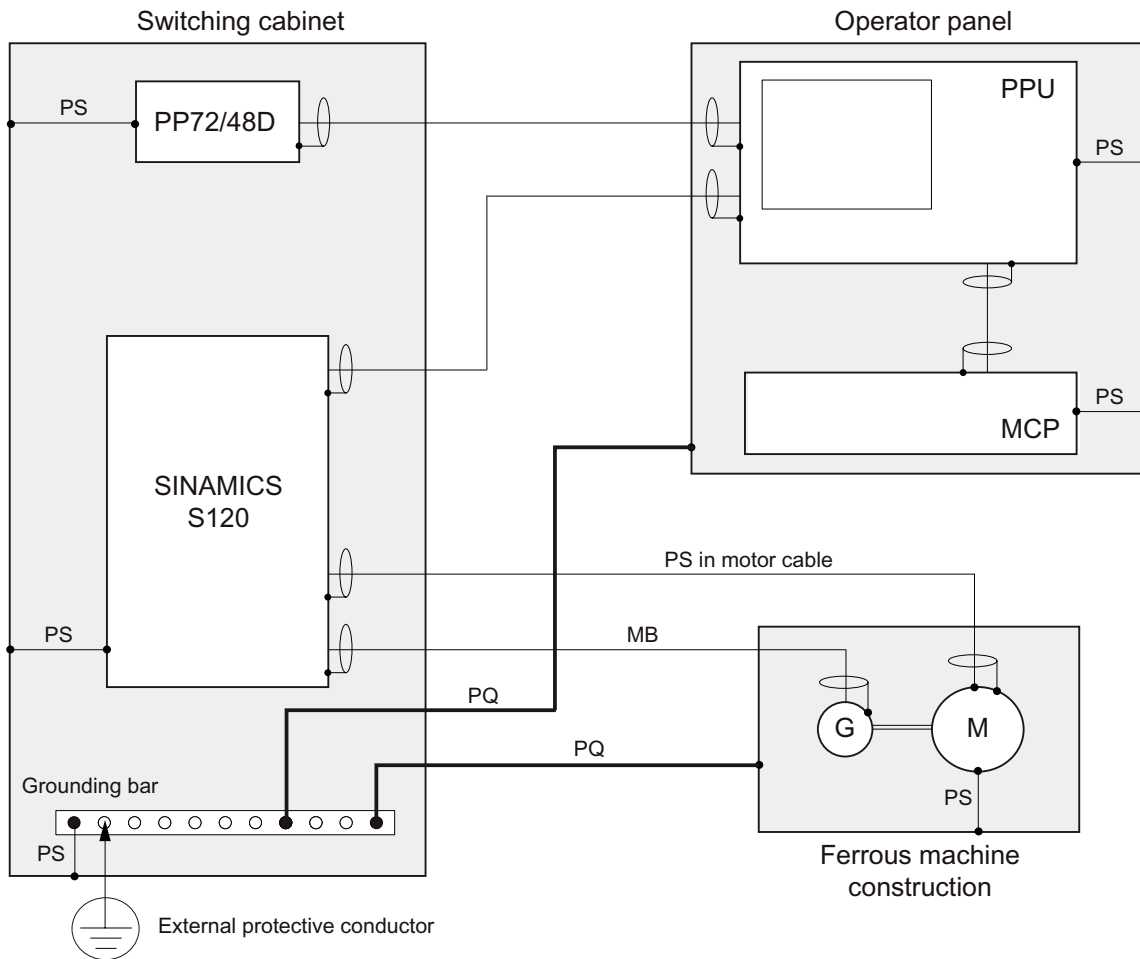 Switching cabinet
Operator panel
PS
PP72/48D
PPU
PS
PS
MCP
SINAMICS
S120
PS in motor cable
PS
MB
PQ
G
M
PQ
PS
Grounding bar
PS
Ferrous machine
construction
External protective conductor